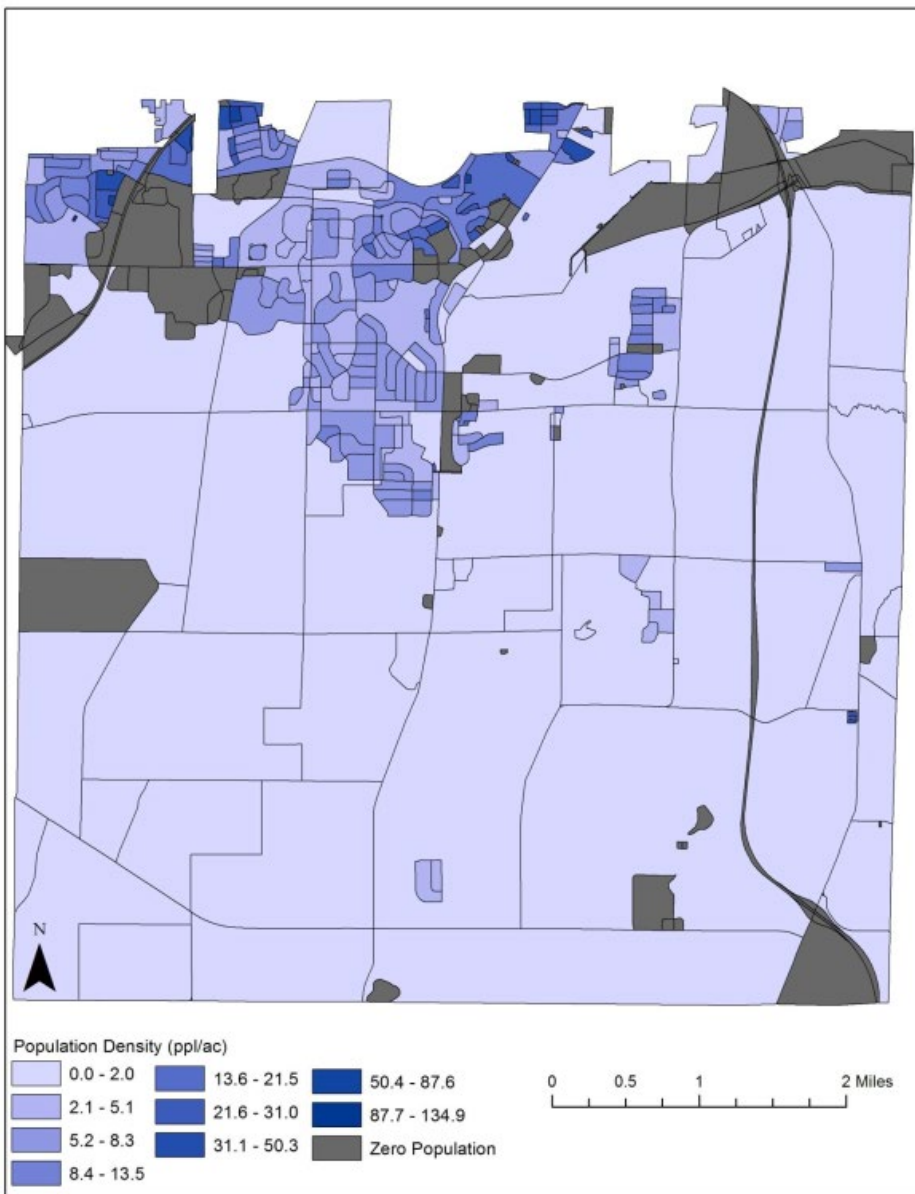 N
Population Density (ppl/ac)
0.0 - 2.0
2.1 - 5.1
5.2 - 8.3
8.4 - 13.5
13.6 - 21.5
21.6 - 31.0
31.1 - 50.3
50.4 - 87.6
87.7 - 134.9
Zero Population
0 0.5 1 2 Miles